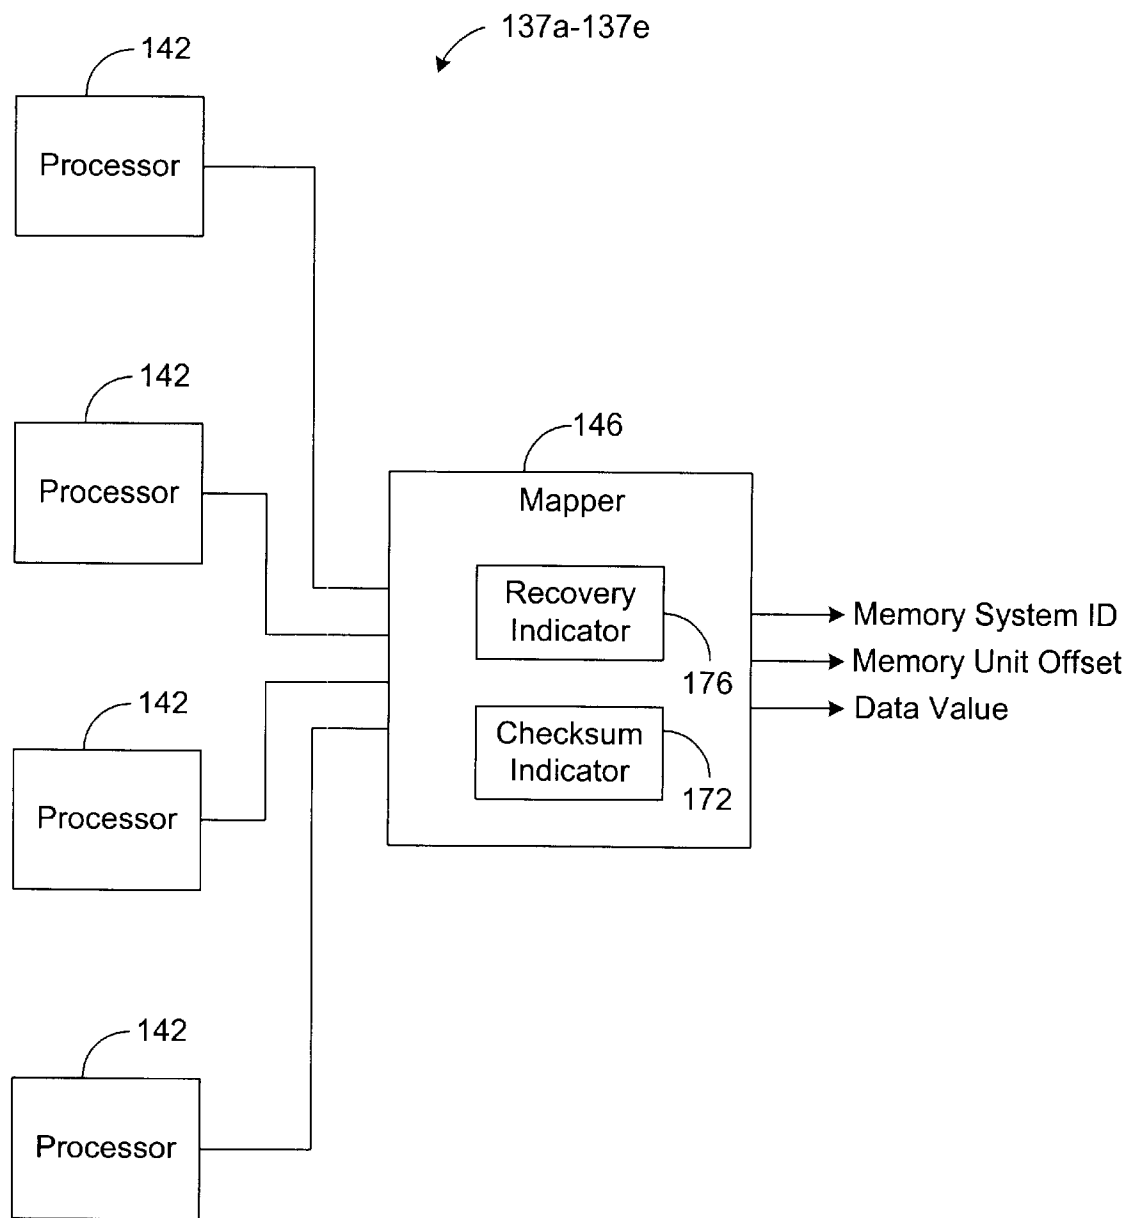 137a-137e
142
Processor
142
Processor
146
Mapper
Recovery
Indicator
176
Checksum
Indicator
172
Memory System ID
Memory Unit Offset
Data Value
142
Processor
142
Processor